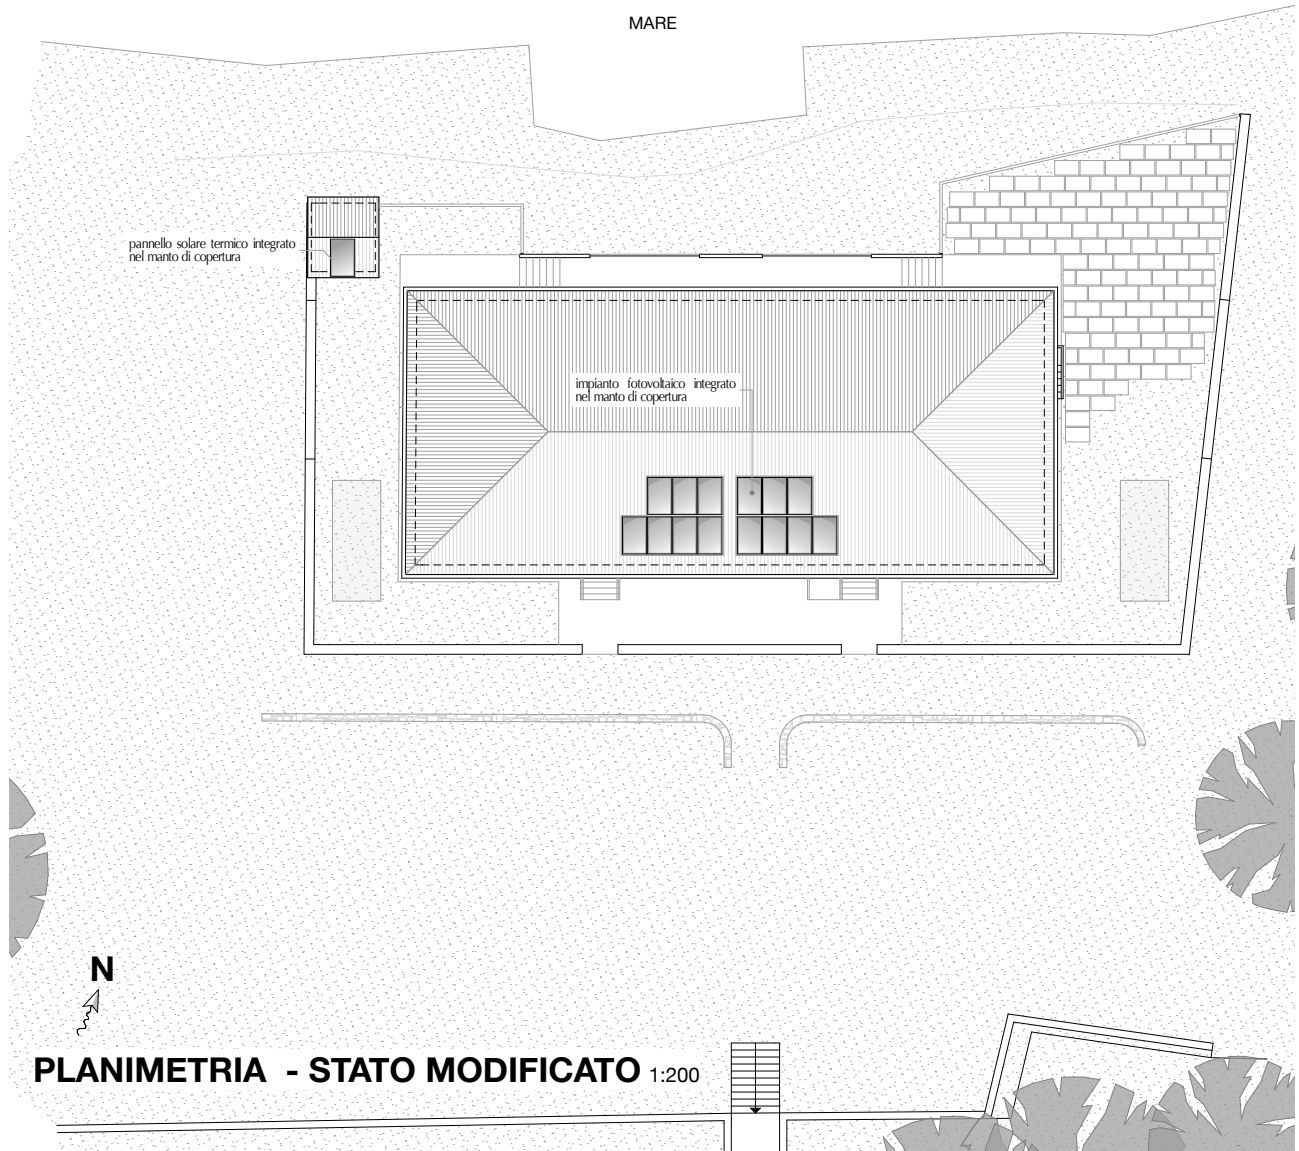 MARE
pannello solare termico integrato
nel manto di copertura
impianto fotovoltaico integrato
nel manto di copertura
N
PLANIMETRIA - STATO MODIFICATO 1:200